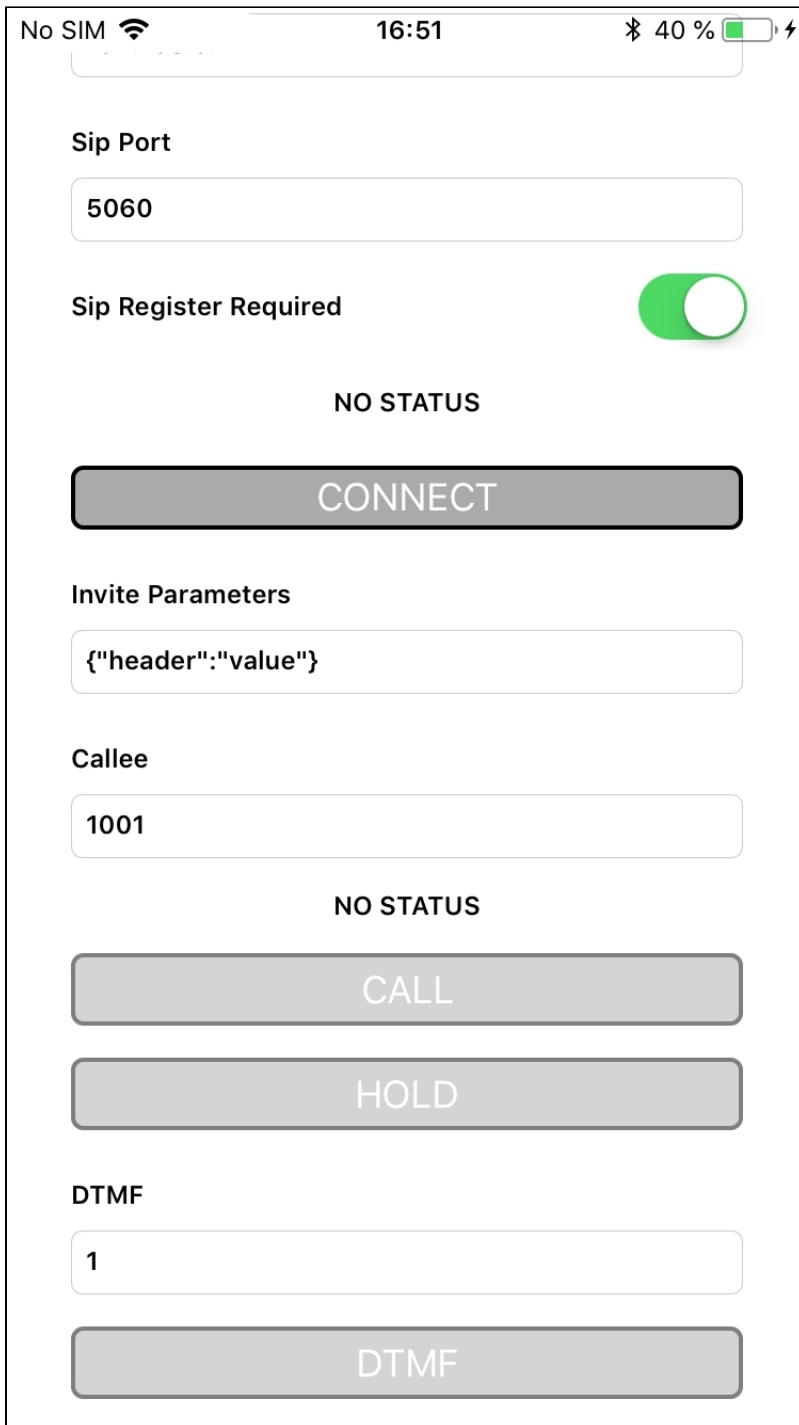 No SIM 16:51 40 %
Sip Port
5060
Sip Register Required
NO STATUS
CONNECT
Invite Parameters
{"header":"value"}
Callee
1001
NO STATUS
CALL
HOLD
DTMF
1
DTMF